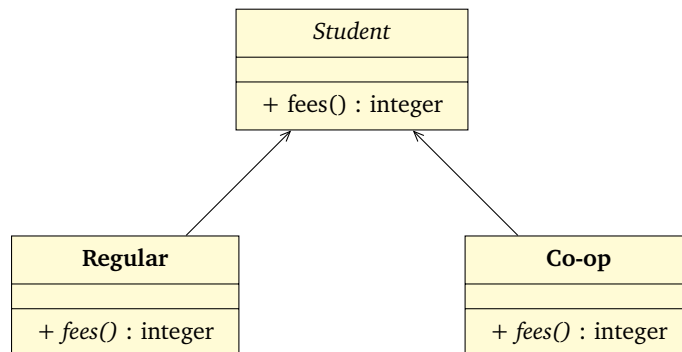 Student
+ fees() : integer
Regular
+ fees() : integer
Co-op
+ fees() : integer